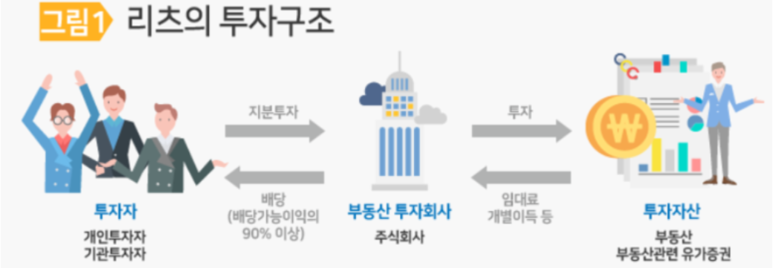 그림1 리츠의 투자구조
지분투자
투자
배당
(배당가능이익의
90% 이상)
임대료
개별이득 등
투자자
개인투자자
기관투자자
부동산 투자회사
주식회사
투자자산
부동산
부동산관련 유가증권
₩